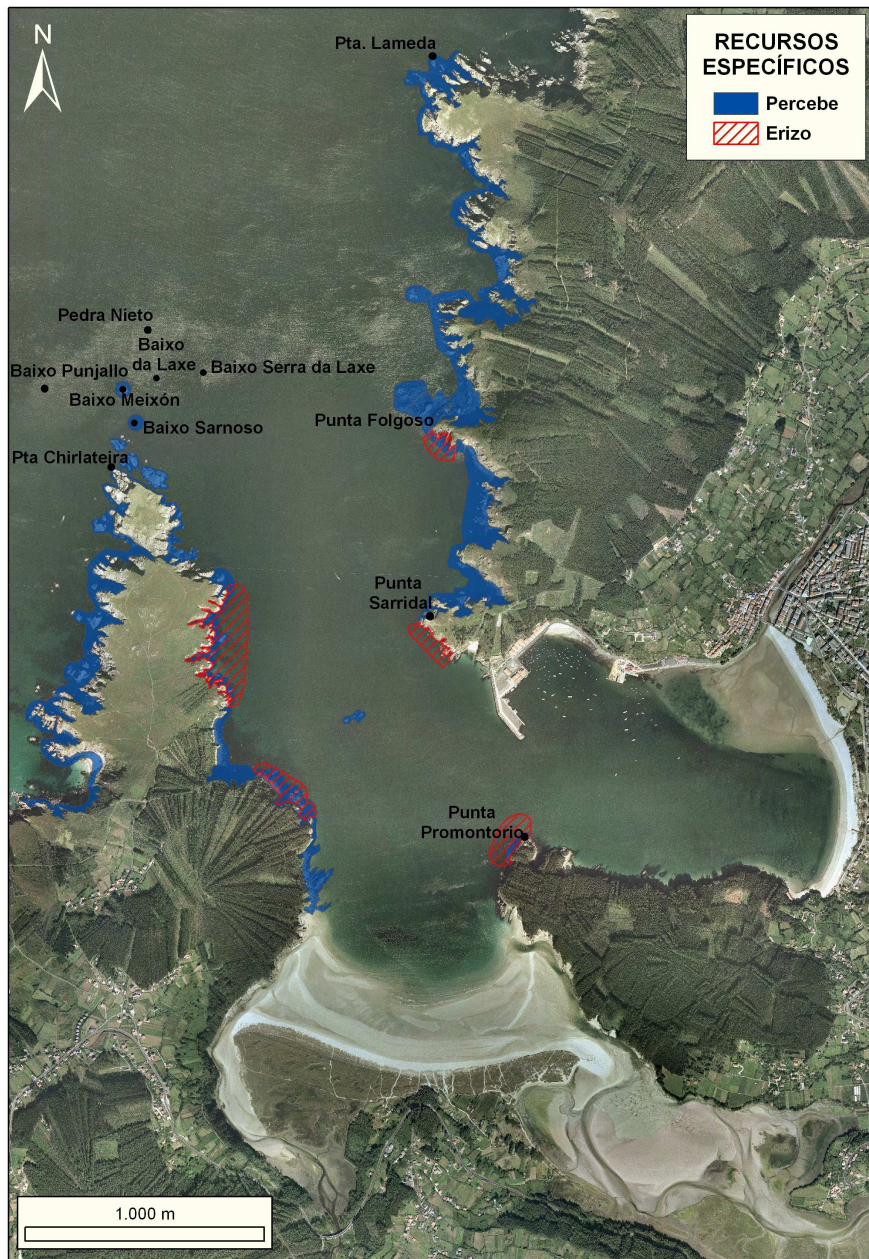 N
Pta. Lameda
RECURSOS
ESPECÍFICOS
Percebe
Erizo
Pedra Nieto
Baixo
da Laxe
Baixo Serra da Laxe
Baixo Punjallo
Baixo Meixón
Baixo Sarnoso
Punta Folgoso
Pta Chirlateira
Punta
Sarridal
Punta
Promontorio
1.000 m